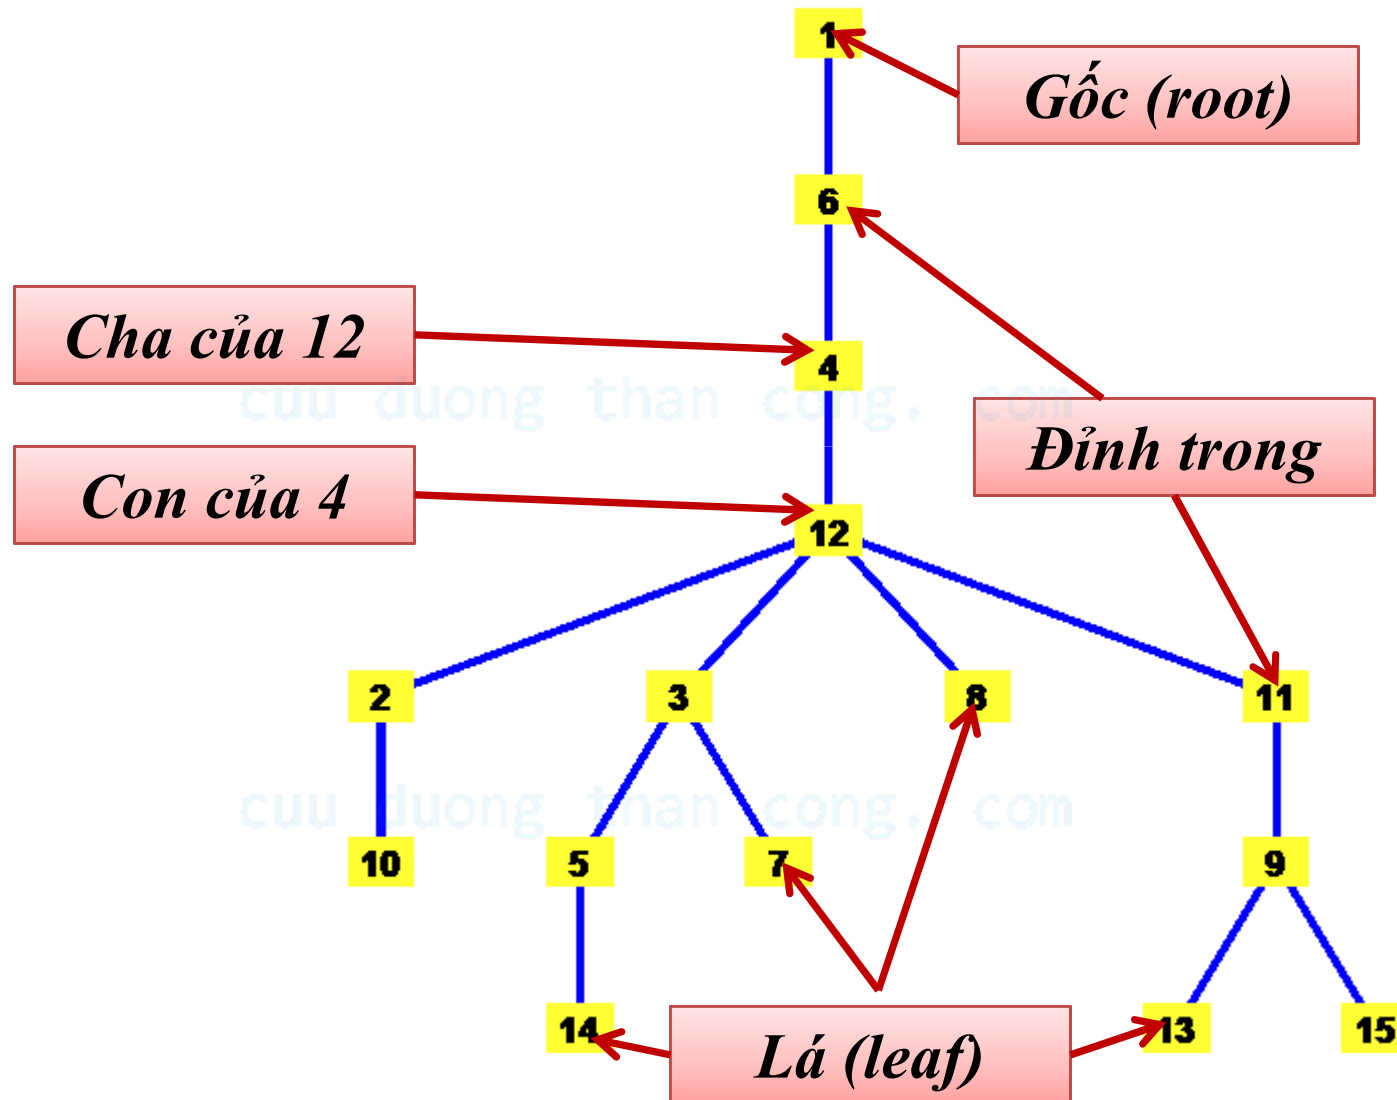 1
Gốc (root)
6
Cha của 12
4
cuu duong than cong. com
Đỉnh trong
Con của 4
12
2
3
8
11
cuu duong than cong. com
10
5
7
9
14
Lá (leaf)
13
15